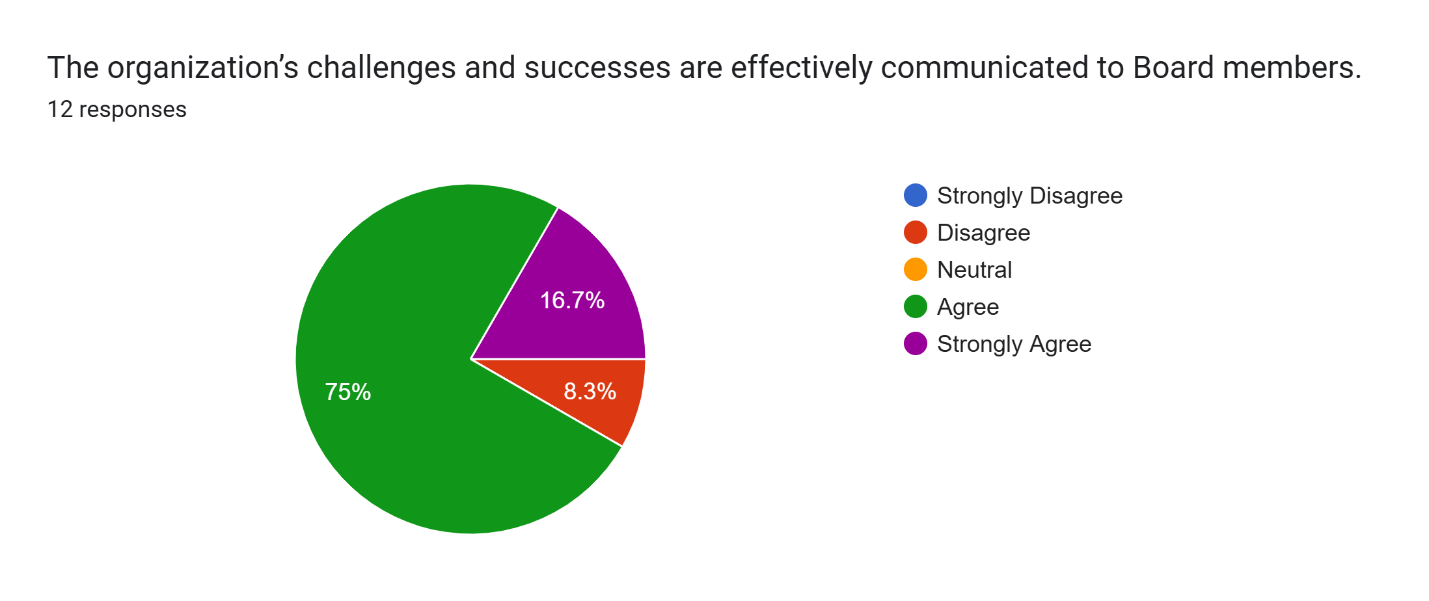 The organization’s challenges and successes are effectively communicated to Board members.
12 responses
16.7%
75%
8.3%
Strongly Disagree
Disagree
Neutral
Agree
Strongly Agree